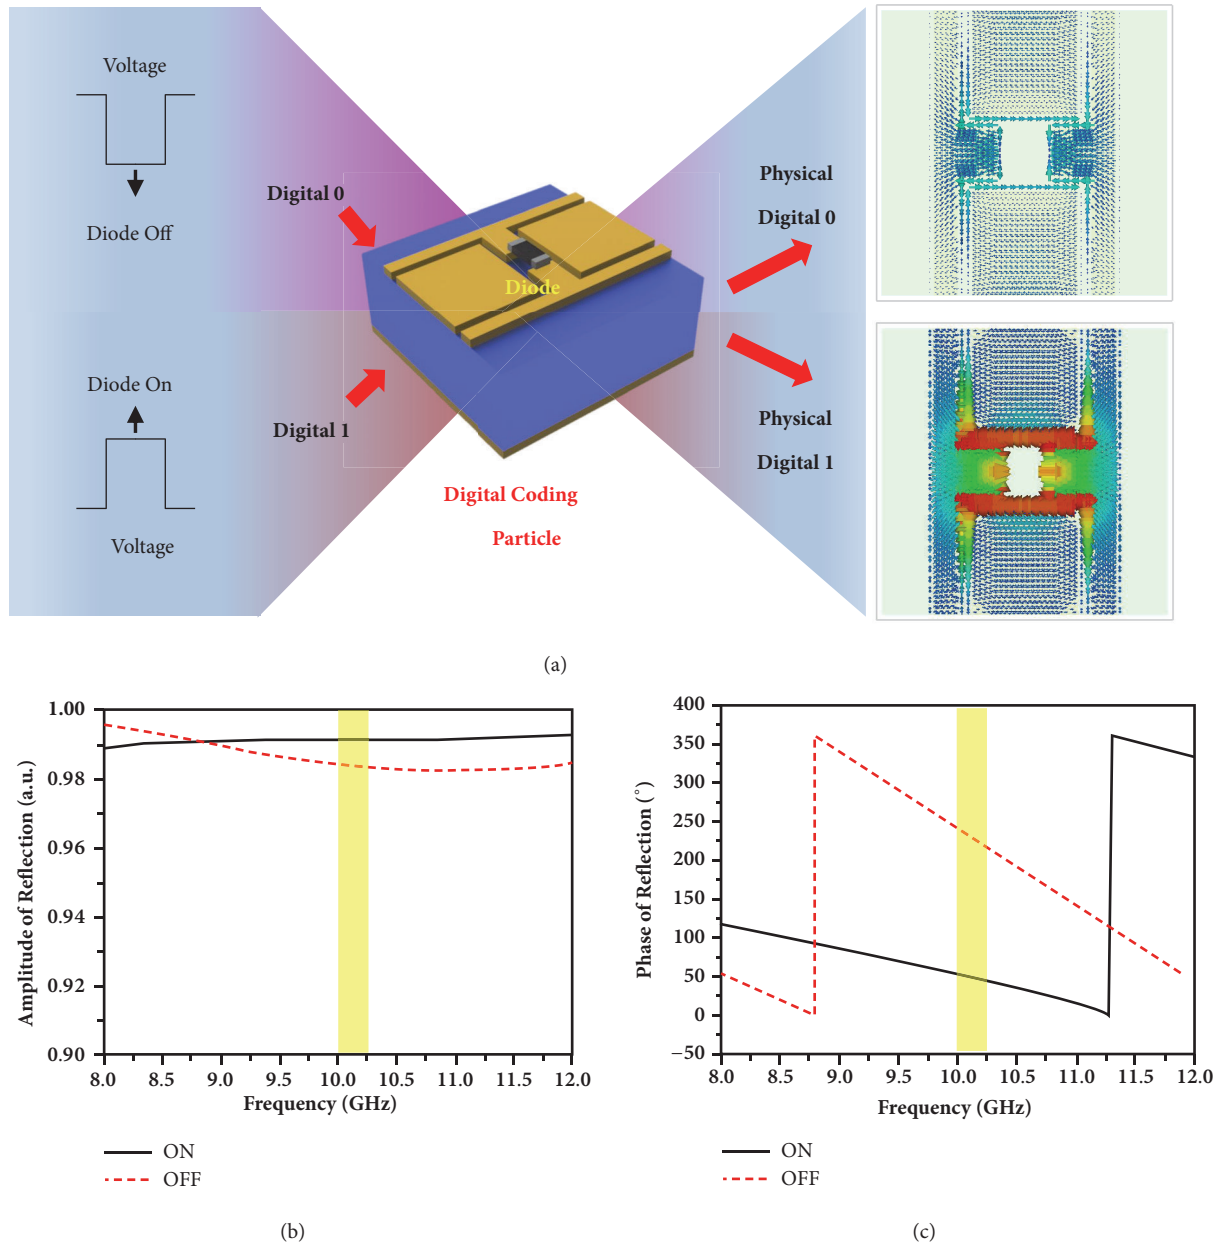 Voltage
Diode Off
Digital 0
Diode
Physical
Digital 0
Diode On
Voltage
Digital 1
Physical
Digital 1
Digital Coding
Particle
(a)
1.00
0.98
0.96
0.94
0.92
0.90
Amplitude of Reflection (a.u.)
8.0 8.5 9.0 9.5 10.0 10.5 11.0 11.5 12.0
Frequency (GHz)
ON
OFF
(b)
400
350
300
250
200
150
100
50
0
−50
Phase of Reflection (°)
8.0 8.5 9.0 9.5 10.0 10.5 11.0 11.5 12.0
Frequency (GHz)
ON
OFF
(c)